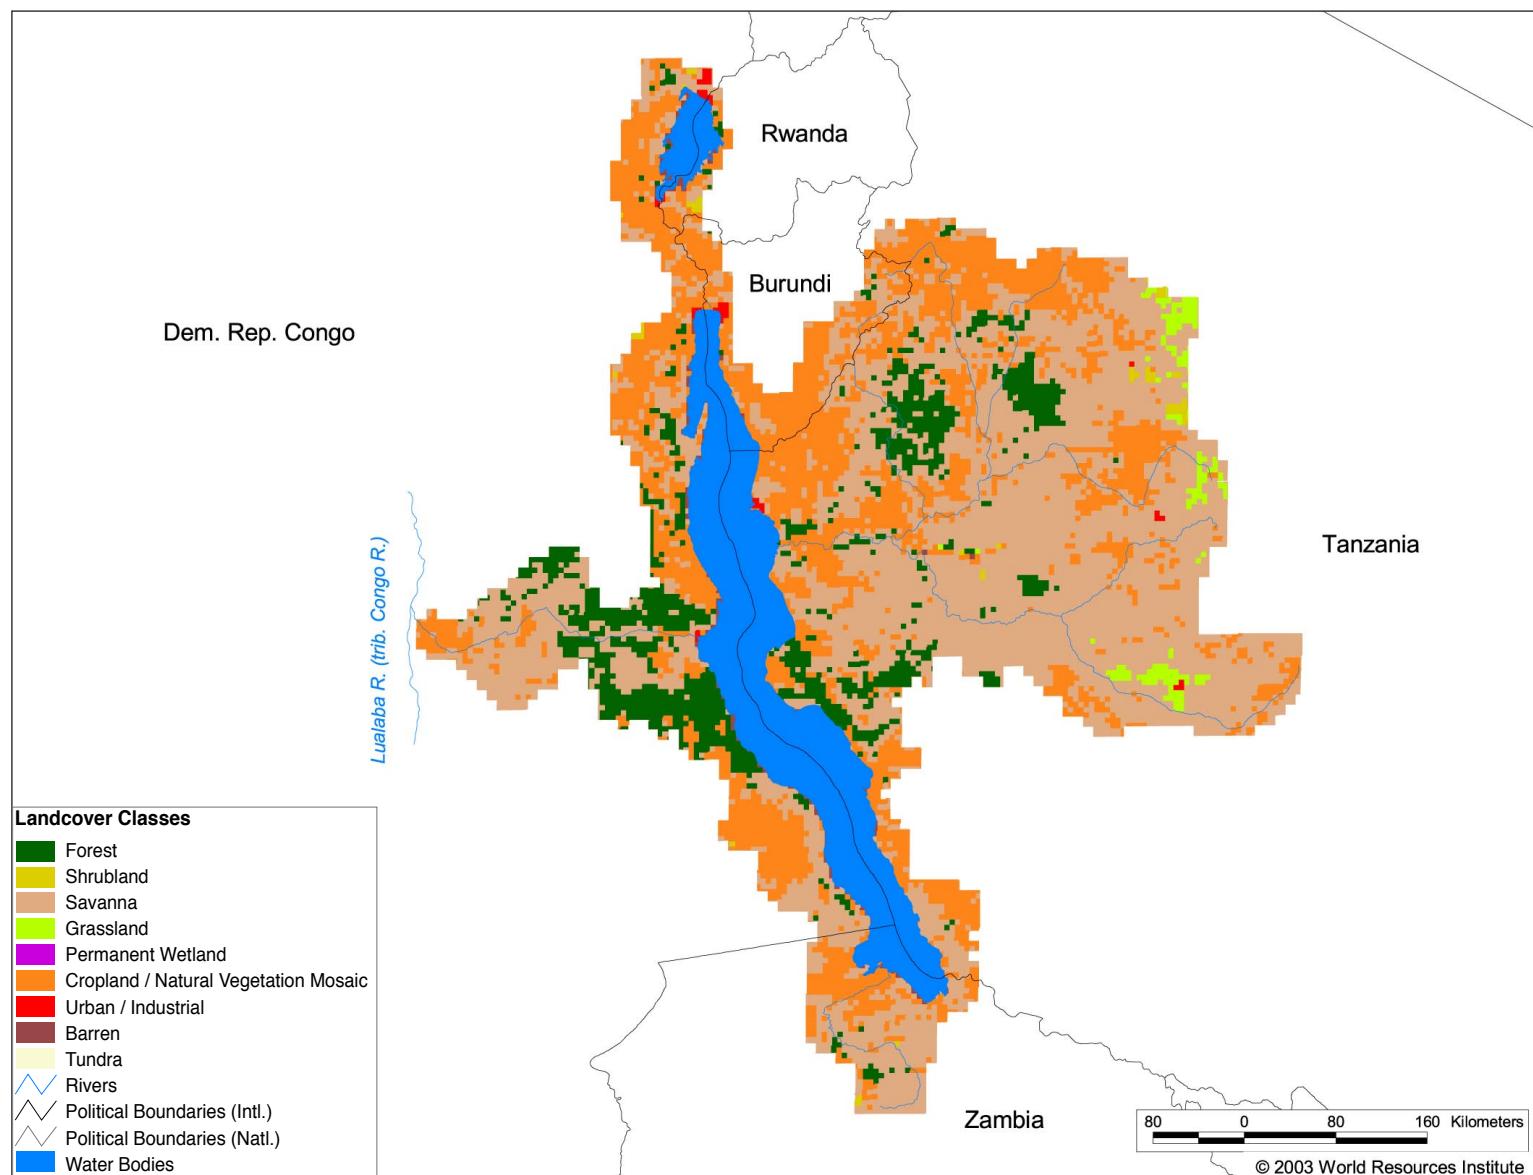 Rwanda
Burundi
Dem. Rep. Congo
Tanzania
Lualaba R. (trib. Congo R.)
Zambia
Landcover Classes
Forest
Shrubland
Savanna
Grassland
Permanent Wetland
Cropland / Natural Vegetation Mosaic
Urban / Industrial
Barren
Tundra
Rivers
Political Boundaries (Intl.)
Political Boundaries (Natl.)
Water Bodies
80 0 80 160 Kilometers
© 2003 World Resources Institute